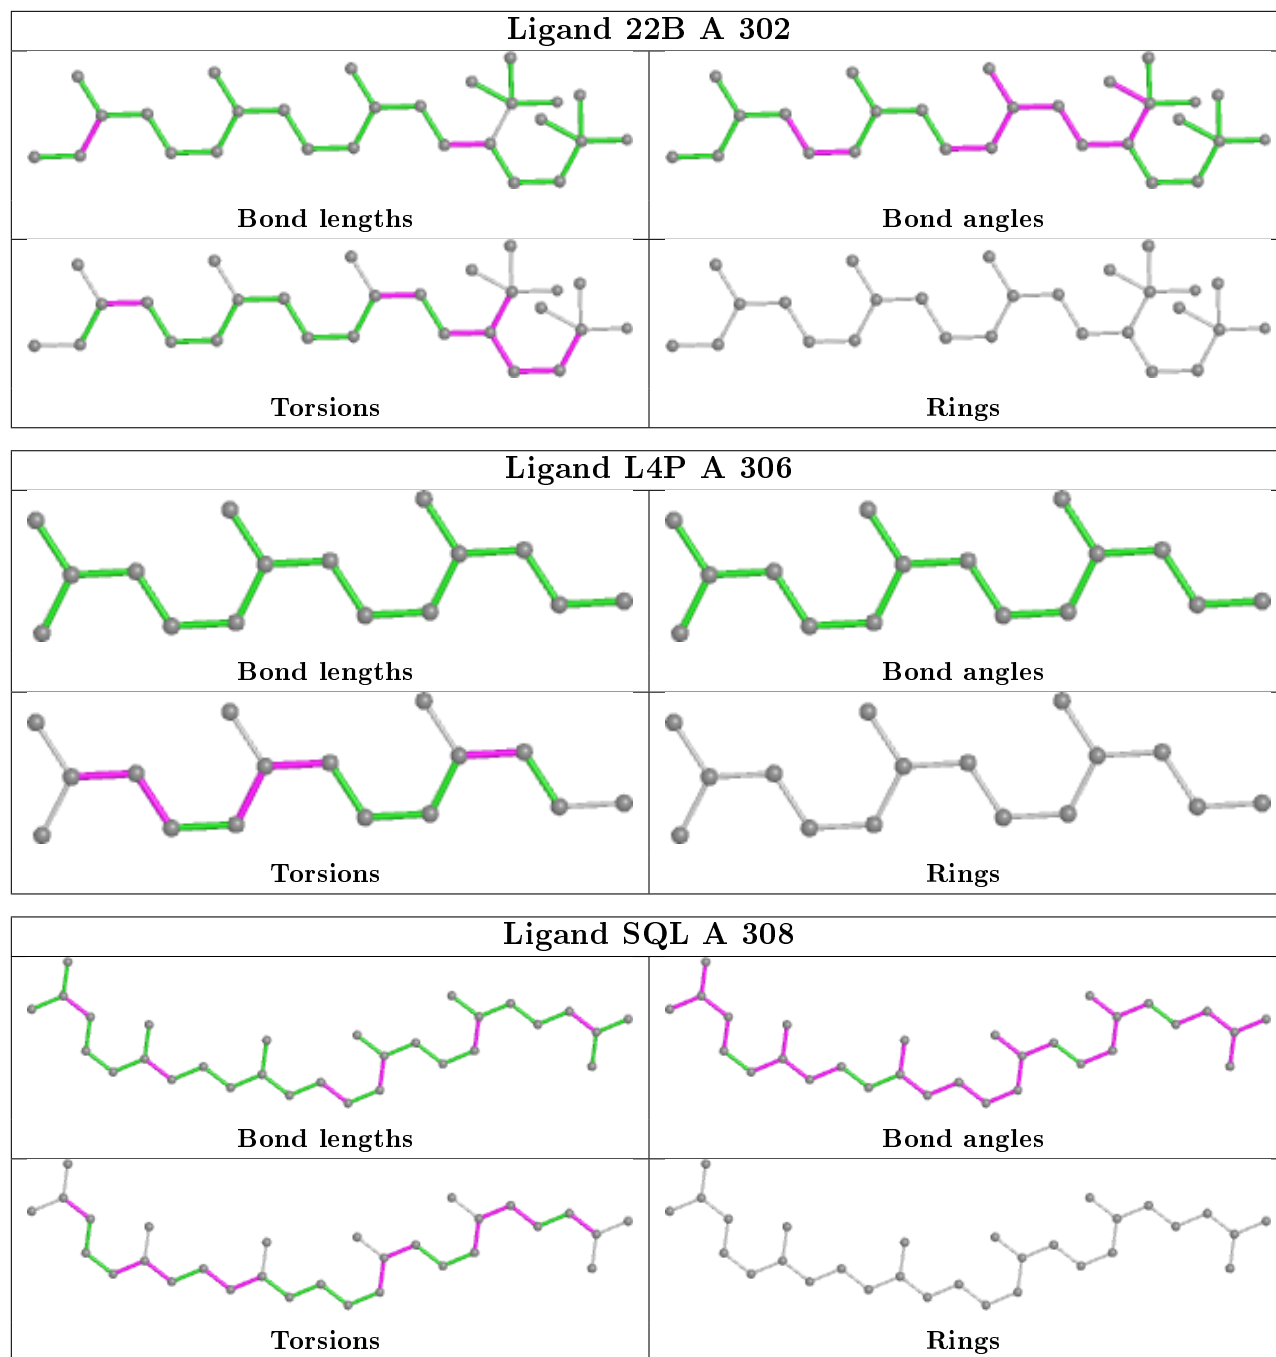 Ligand 22B A 302
Bond lengths
Bond angles
Torsions
Rings
Ligand L4P A 306
Bond lengths
Bond angles
Torsions
Rings
Ligand SQL A 308
Bond lengths
Bond angles
Torsions
Rings